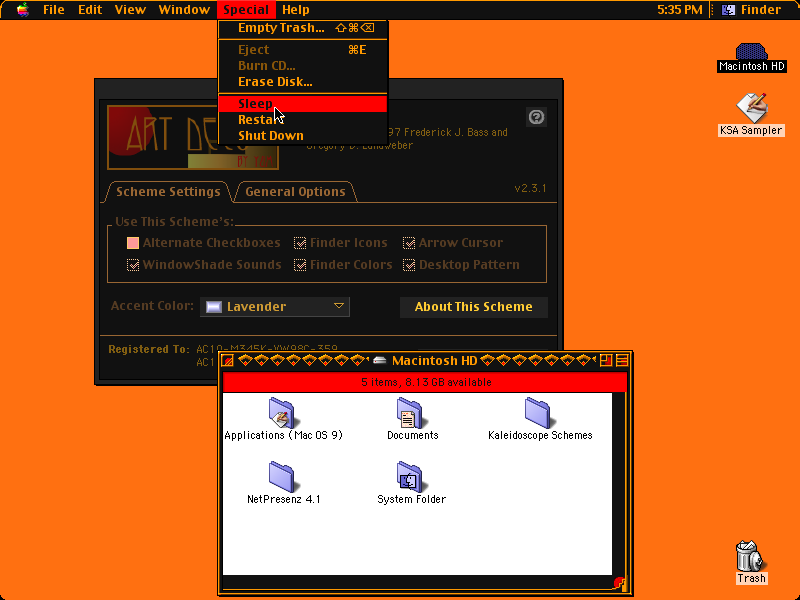 File Edit View Window Special Help 5:35 PM Finder
Empty Trash... ⇧⌘⌫
Eject ⌘E
Burn CD...
Erase Disk...
Sleep
Resta
Shut Down
Macintosh HD
KSA Sampler
ART DECO
97 Frederick J. Bass and
Gregory D. Landweber
Scheme Settings General Options v2.3.1
Use This Scheme's:
Alternate Checkboxes Finder Icons Arrow Cursor
WindowShade Sounds Finder Colors Desktop Pattern
Accent Color: Lavender About This Scheme
Registered To: AC10-M345K-VW98C-359
AC1
Macintosh HD
5 items, 8.13 GB available
Applications (Mac OS 9) Documents Kaleidoscope Schemes
NetPresenz 4.1 System Folder
Trash